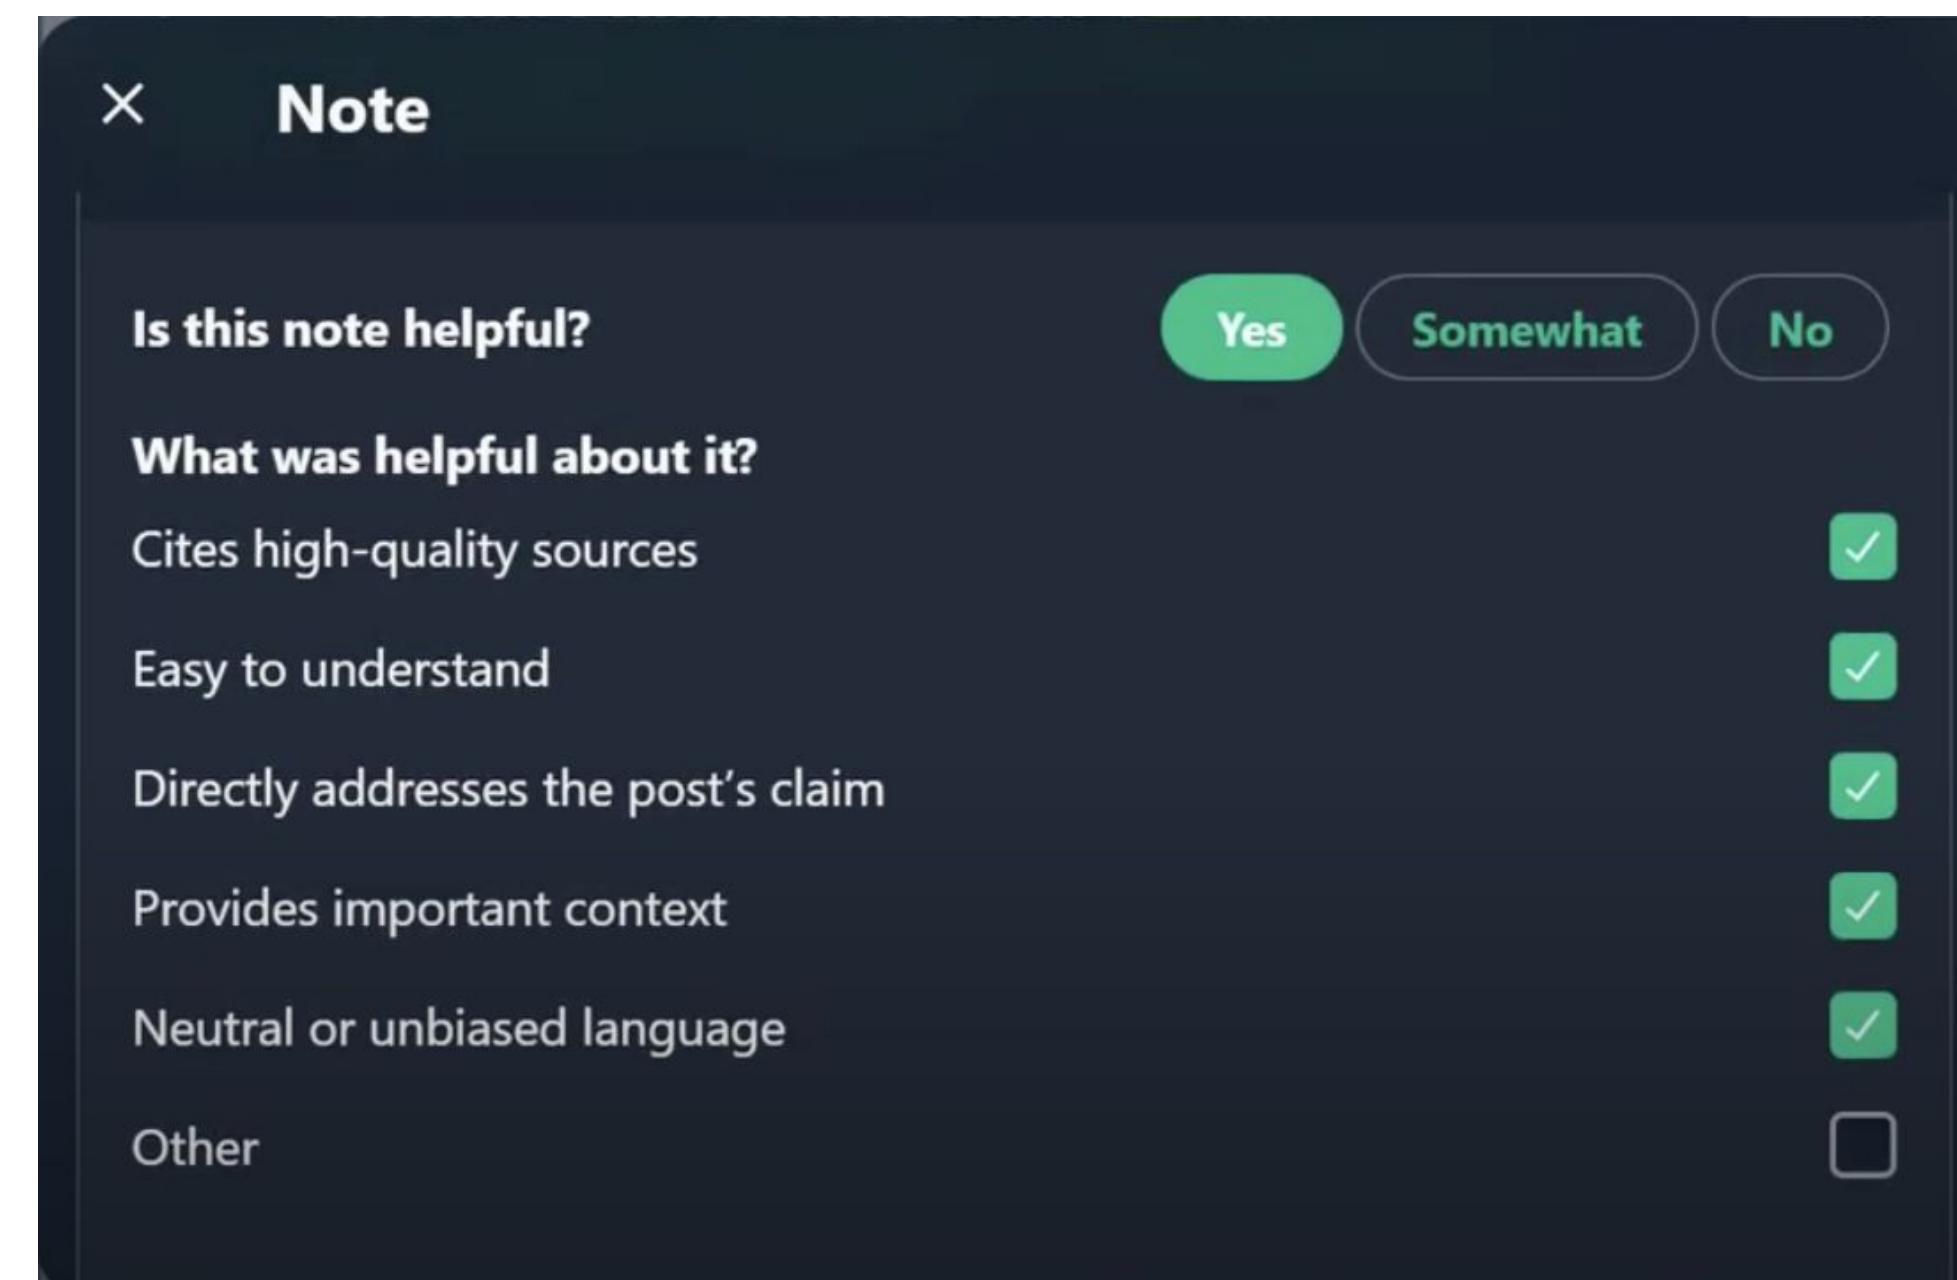 Note
Is this note helpful? Yes Somewhat No
What was helpful about it?
Cites high-quality sources
Easy to understand
Directly addresses the post’s claim
Provides important context
Neutral or unbiased language
Other